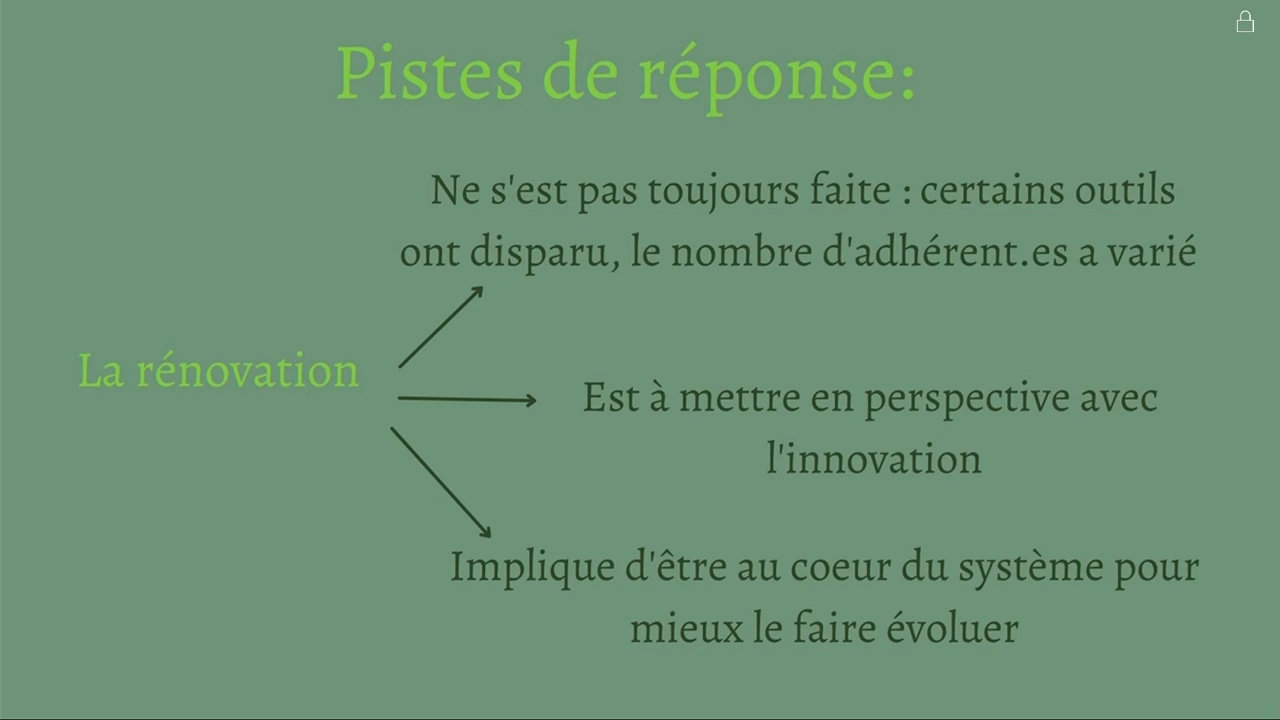 Pistes de réponse:
Ne s'est pas toujours faite : certains outils
ont disparu, le nombre d'adhérent.es a varié
La rénovation
Est à mettre en perspective avec
l'innovation
Implique d'être au coeur du système pour
mieux le faire évoluer